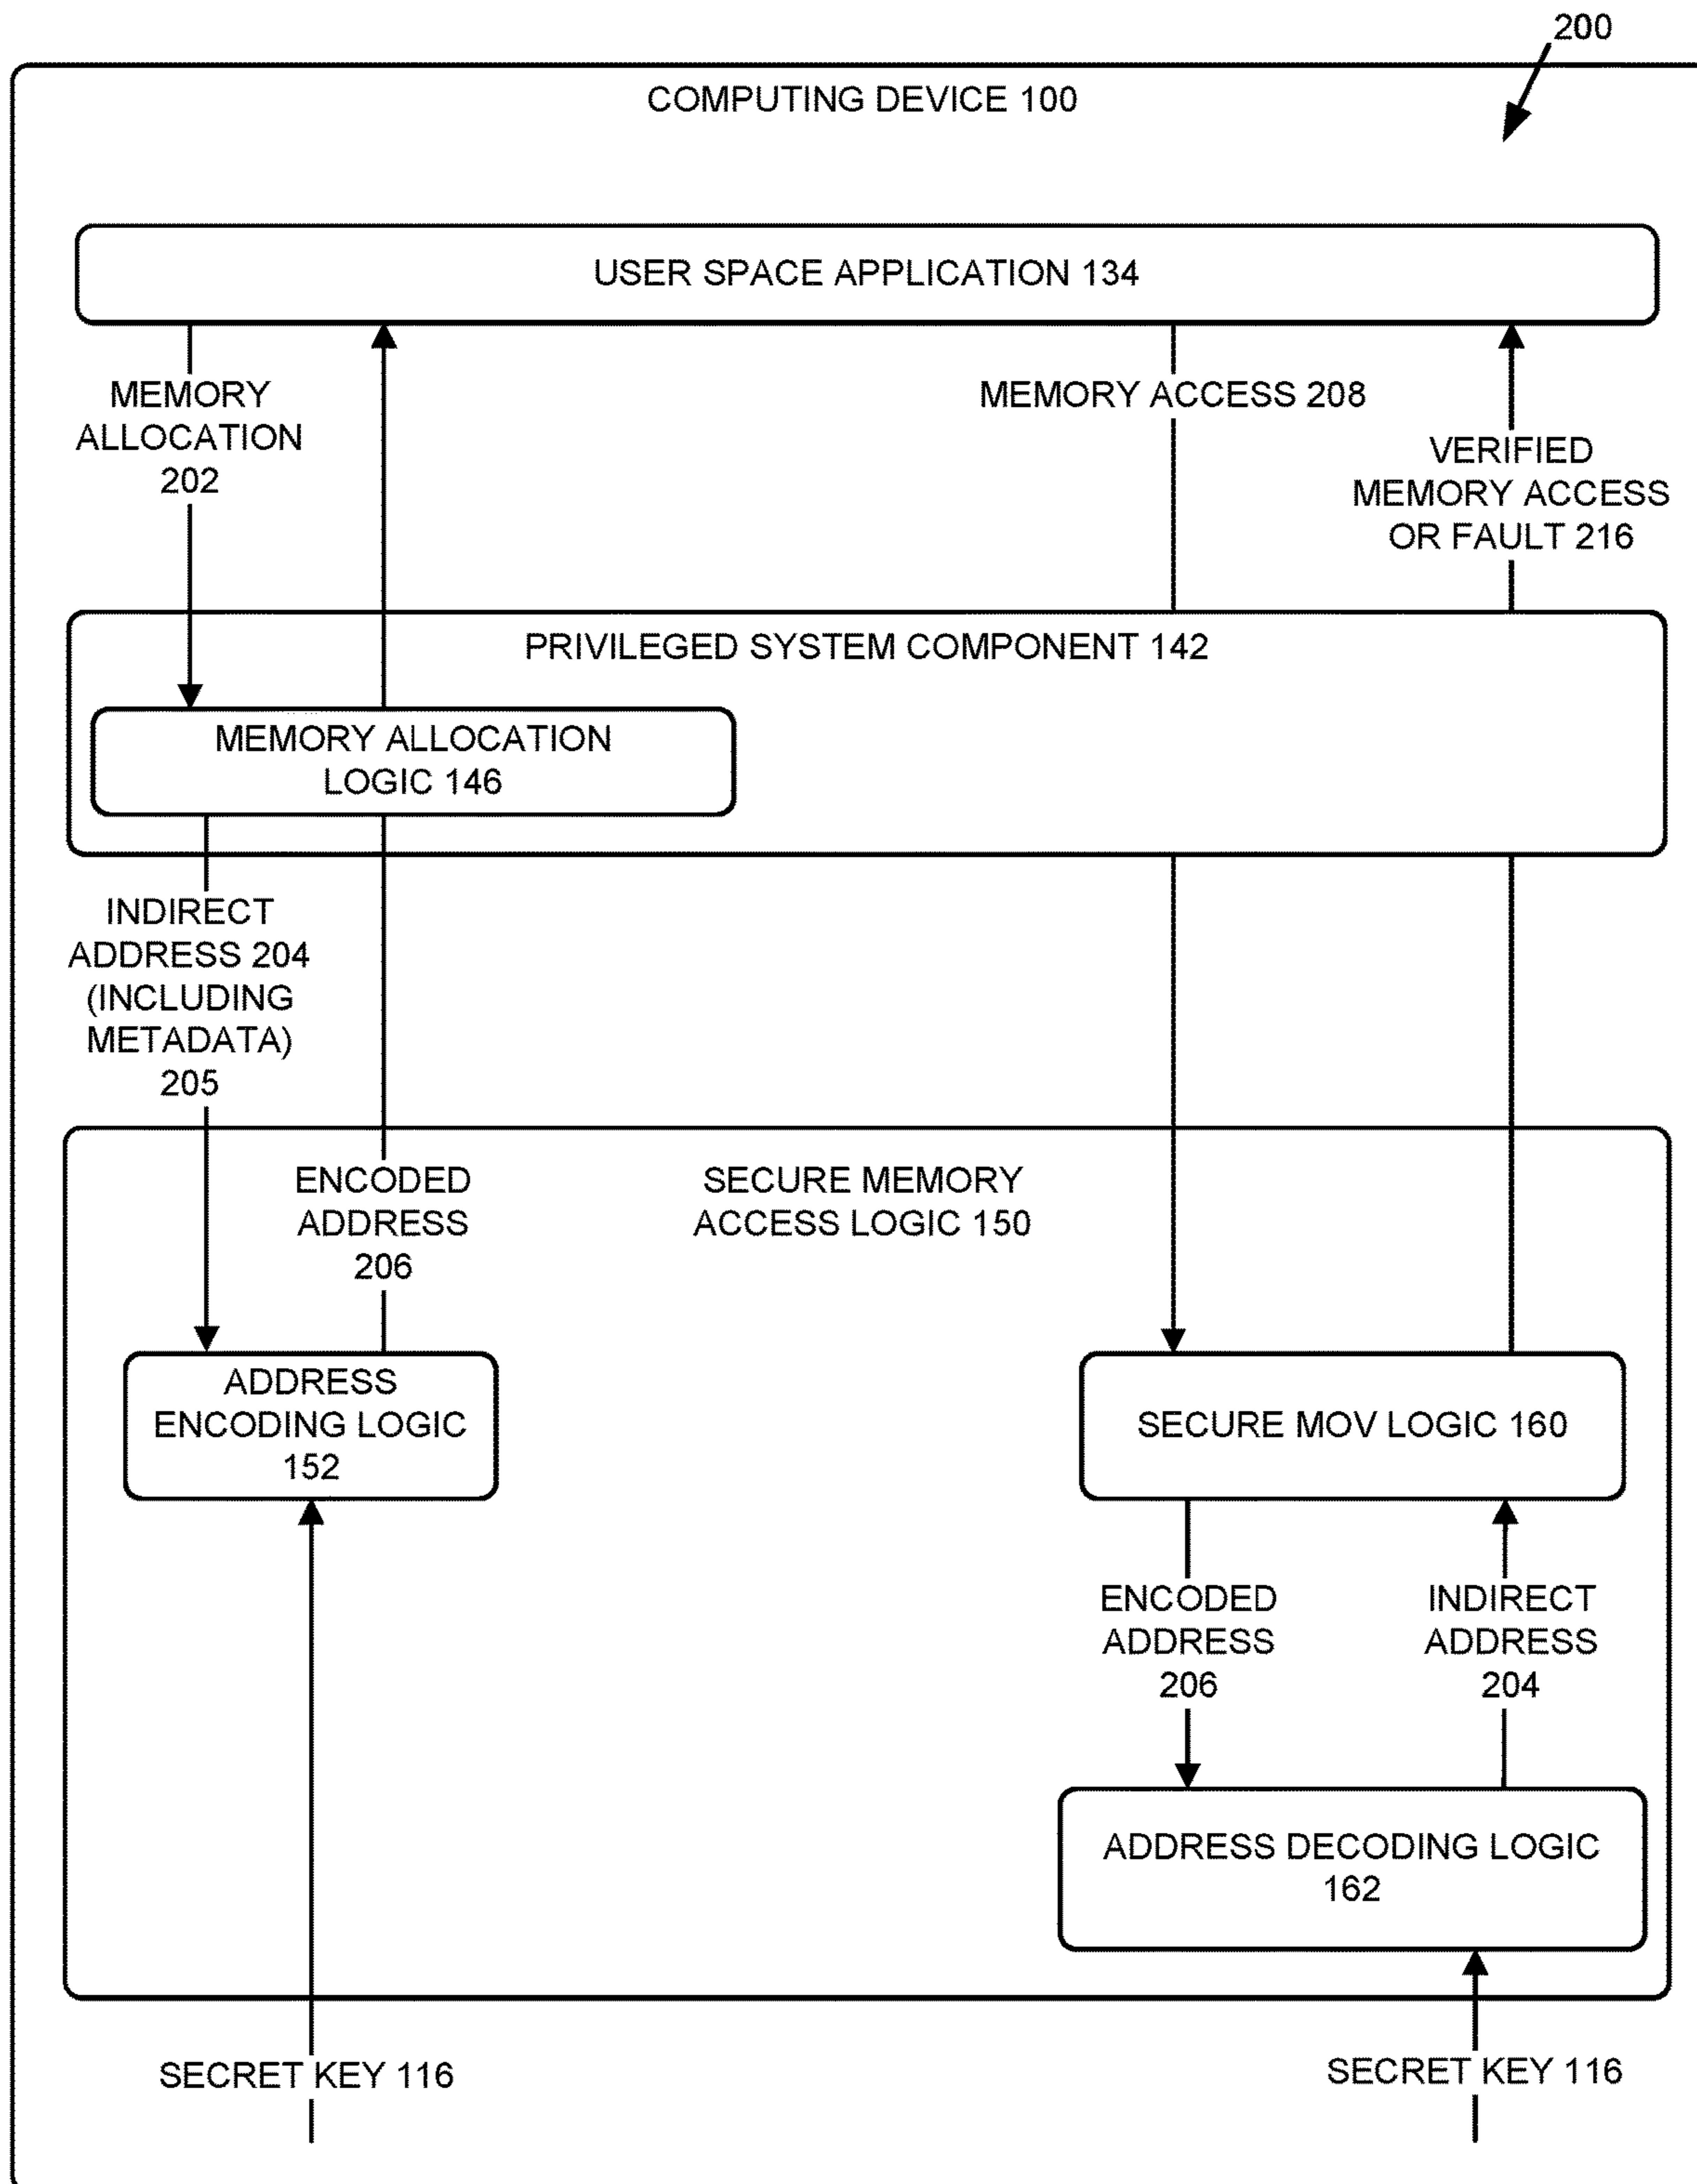 200
COMPUTING DEVICE 100
USER SPACE APPLICATION 134
MEMORY
ALLOCATION
202
MEMORY ACCESS 208
VERIFIED
MEMORY ACCESS
OR FAULT 216
PRIVILEGED SYSTEM COMPONENT 142
MEMORY ALLOCATION
LOGIC 146
INDIRECT
ADDRESS 204
(INCLUDING
METADATA)
205
ENCODED
ADDRESS
206
SECURE MEMORY
ACCESS LOGIC 150
ADDRESS
ENCODING LOGIC
152
SECURE MOV LOGIC 160
ENCODED
ADDRESS
206
INDIRECT
ADDRESS
204
ADDRESS DECODING LOGIC
162
SECRET KEY 116
SECRET KEY 116